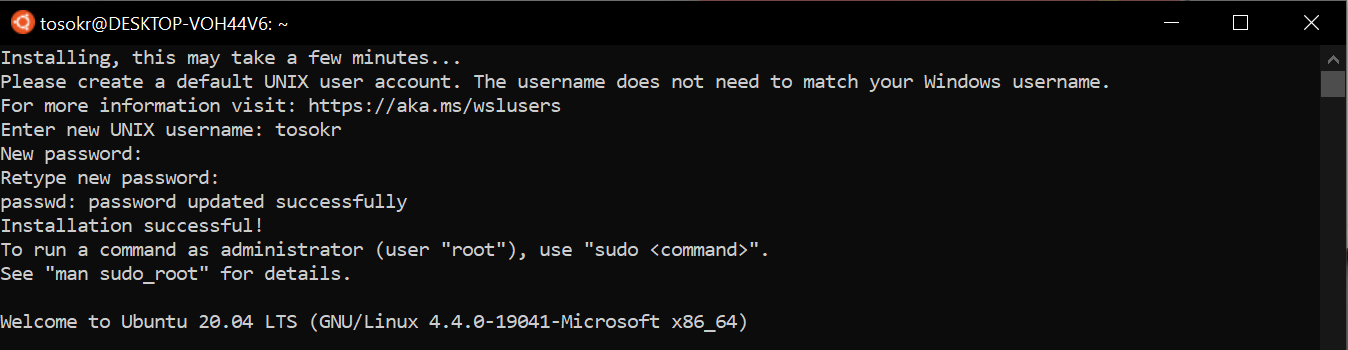 tosokr@DESKTOP-VOH44V6: ~
Installing, this may take a few minutes...
Please create a default UNIX user account. The username does not need to match your Windows username.
For more information visit: https://aka.ms/wslusers
Enter new UNIX username: tosokr
New password:
Retype new password:
passwd: password updated successfully
Installation successful!
To run a command as administrator (user "root"), use "sudo <command>".
See "man sudo_root" for details.
Welcome to Ubuntu 20.04 LTS (GNU/Linux 4.4.0-19041-Microsoft x86_64)